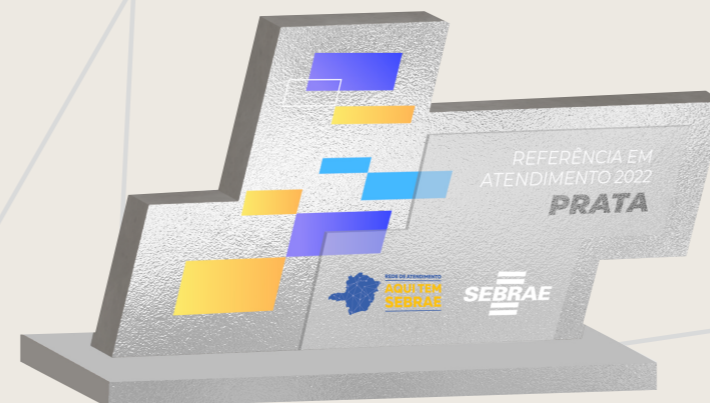 REFERÊNCIA EM
ATENDIMENTO 2022
PRATA
REDE DE ATENDIMENTO
AQUI TEM
SEBRAE
SEBRAE